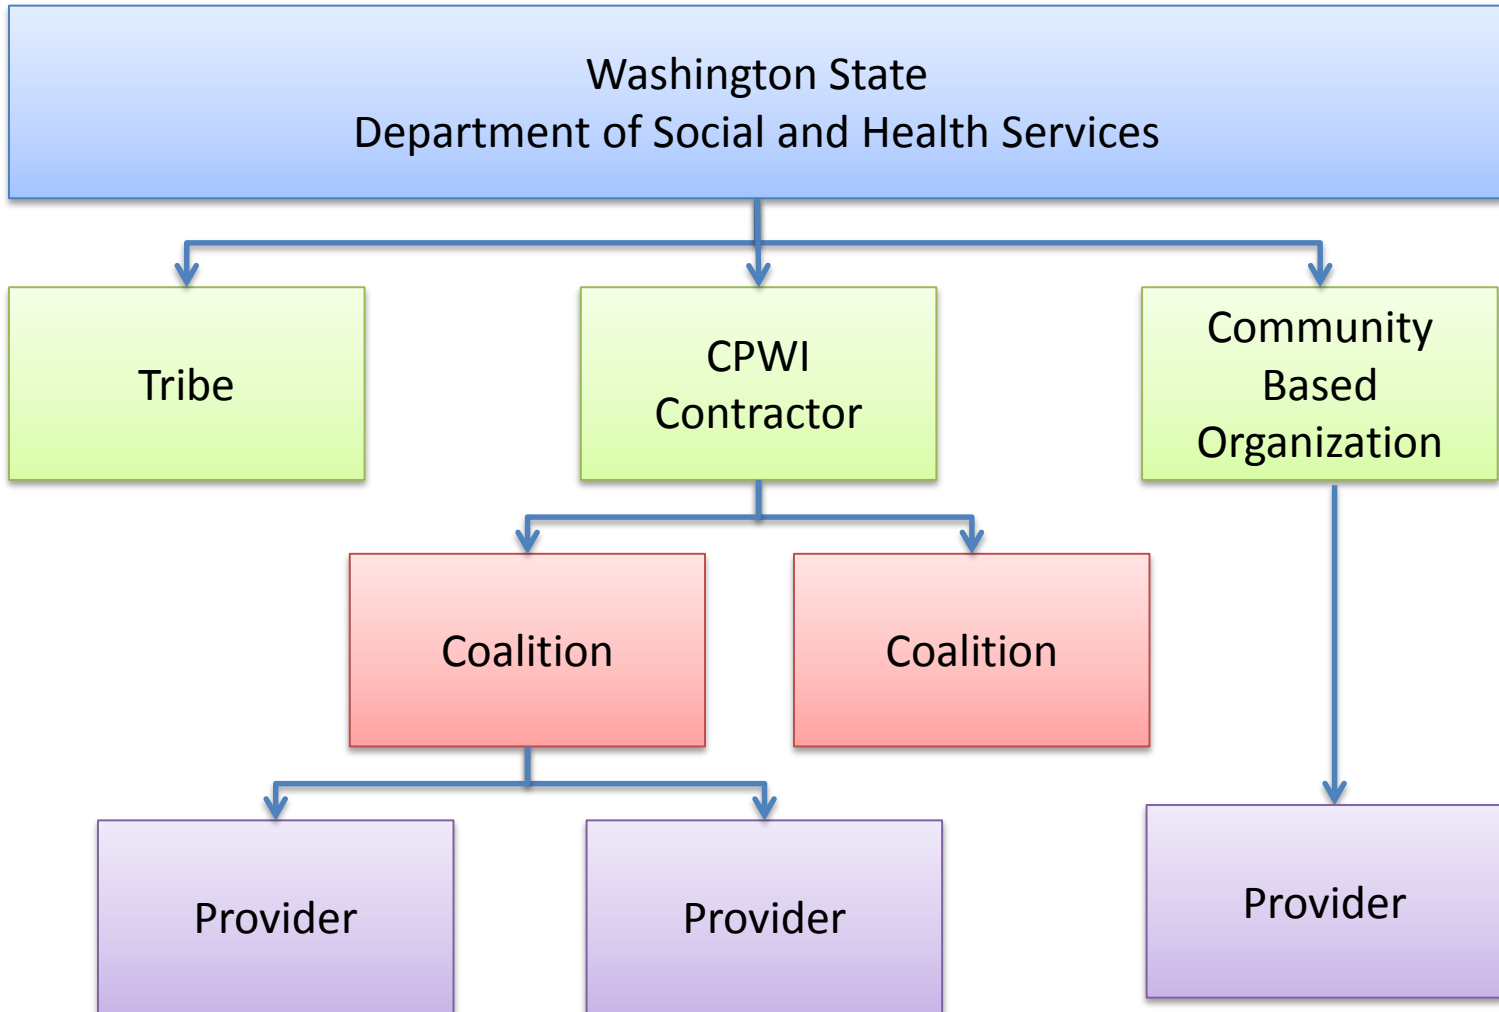 Washington State
Department of Social and Health Services
Tribe
CPWI
Contractor
Community
Based
Organization
Coalition
Coalition
Provider
Provider
Provider